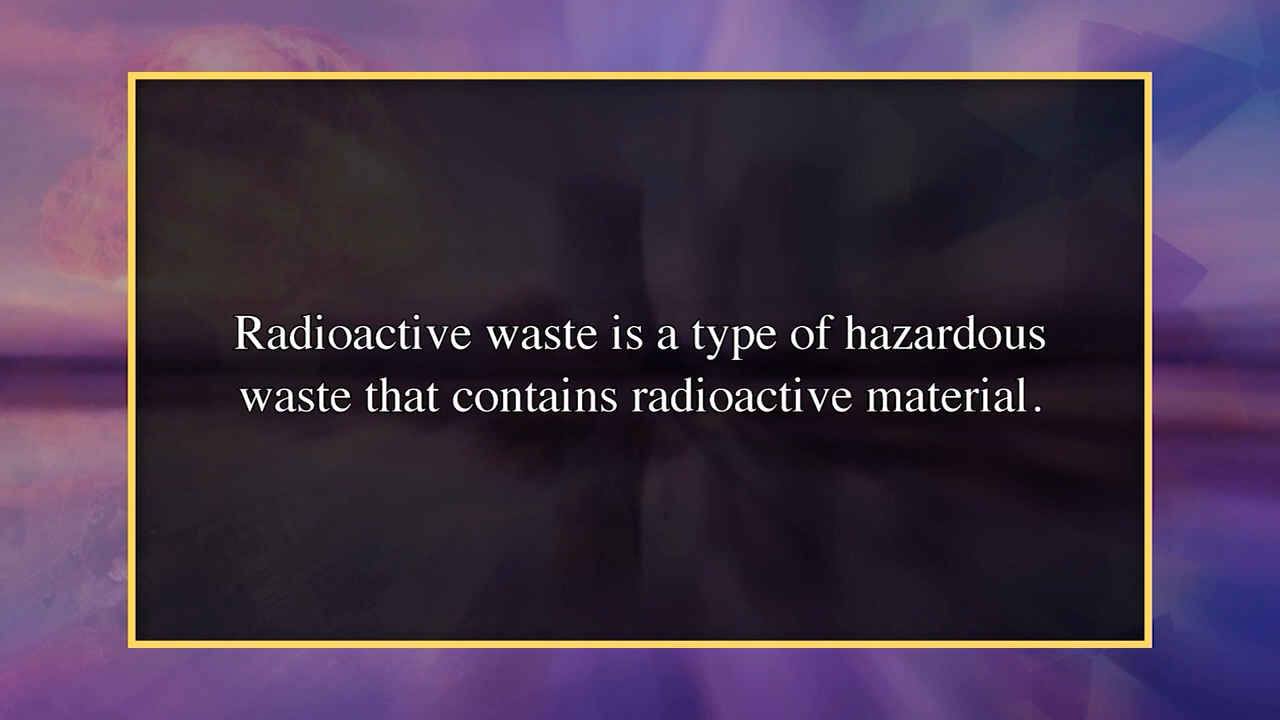 Radioactive waste is a type of hazardous
waste that contains radioactive material.